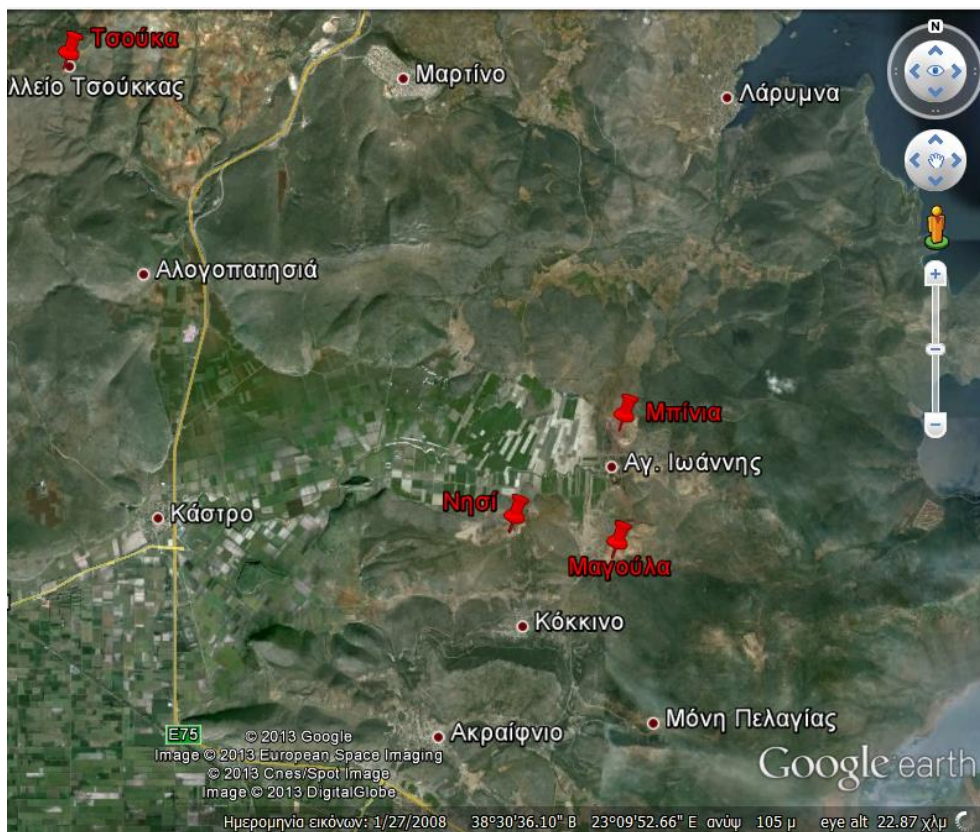 Τσούκα
λλείο Τσούκκας
Μαρτίνο
Λάρυμνα
N
Αλογοπατησιά
Μπίνια
Αγ. Ιωάννης
Νησί
Κάστρο
Μαγούλα
Κόκκινο
Μόνη Πελαγίας
Ακραίφνιο
E75
© 2013 Google
Image © 2013 European Space Imaging
© 2013 Cnes/Spot Image
Image © 2013 DigitalGlobe
Google earth
Ημερομηνία εικόνων: 1/27/2008 38°30'36.10" Β 23°09'52.66" Ε ανύψ 105 μ eye alt 22.87 χλμ